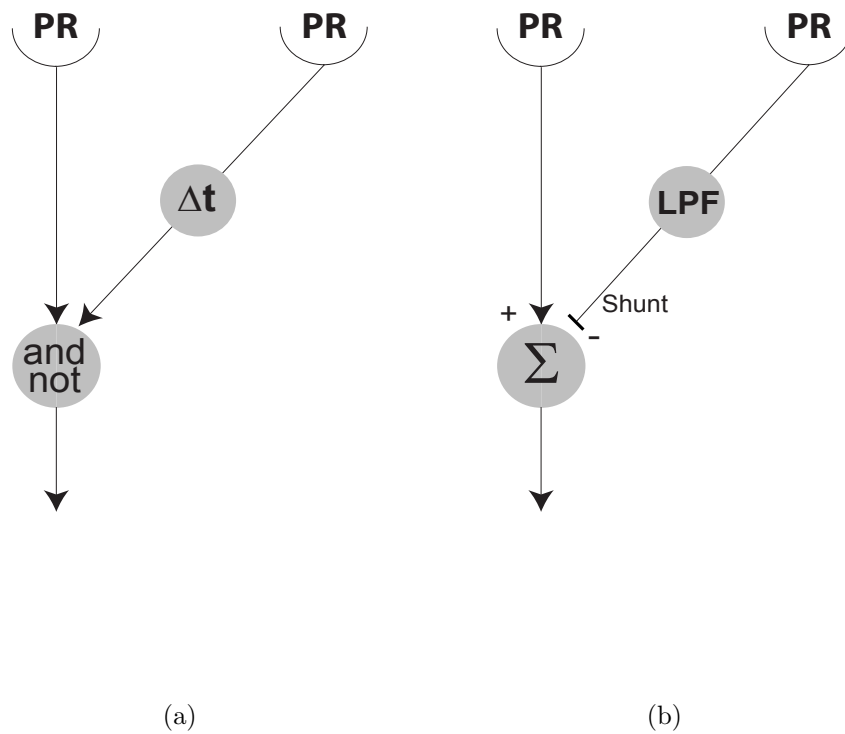 PR PR PR PR
Δt
LPF
Shunt
+
-
and
not
Σ
(a) (b)